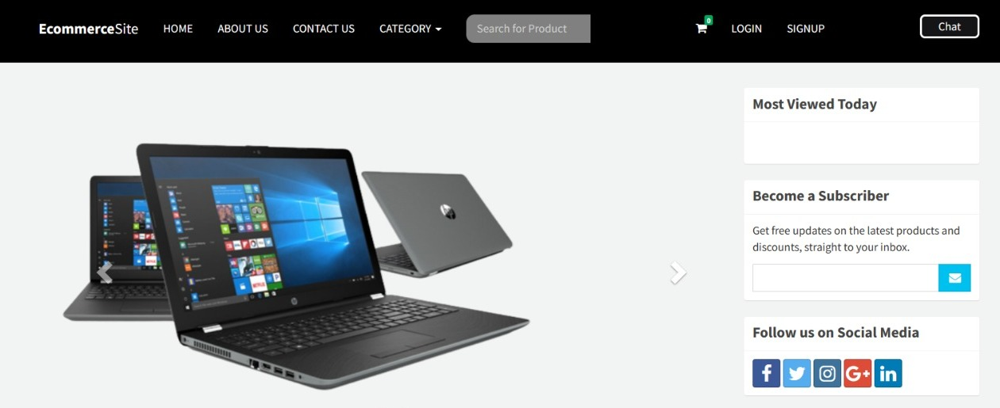 EcommerceSite HOME ABOUT US CONTACT US CATEGORY Search for Product 0 LOGIN SIGNUP Chat
Most Viewed Today
Become a Subscriber
Get free updates on the latest products and
discounts, straight to your inbox.
Follow us on Social Media